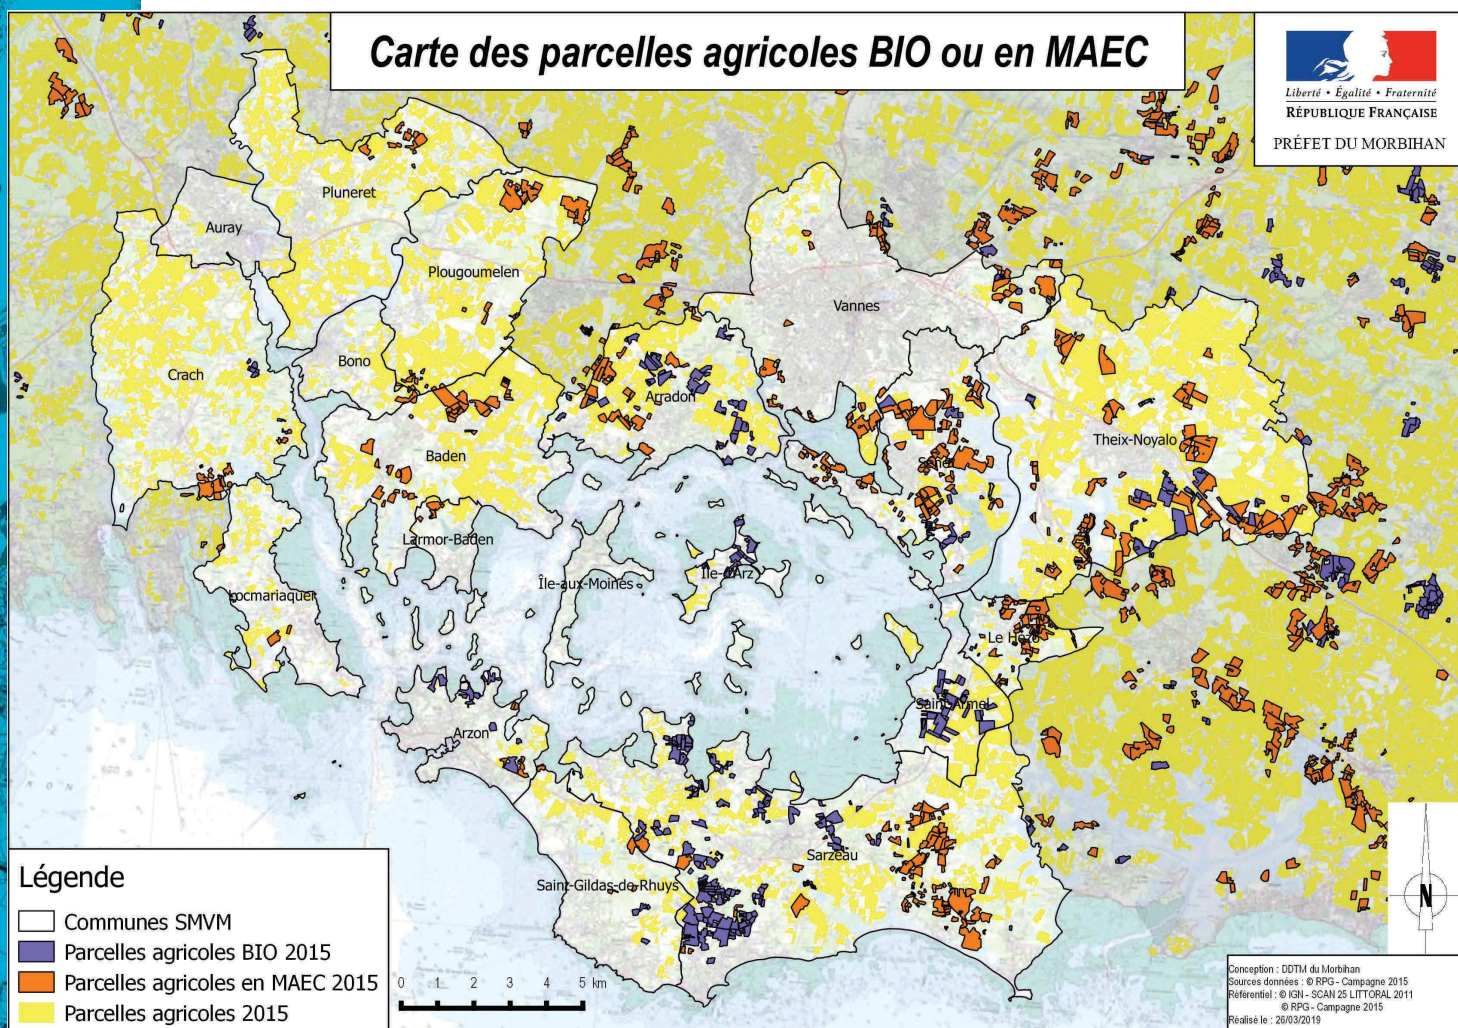 Carte des parcelles agricoles BIO ou en MAEC
Liberté • Égalité • Fraternité
RÉPUBLIQUE FRANÇAISE
PRÉFET DU MORBIHAN
Pluneret
Auray
Plougoumelen
Vannes
Bono
Crach
Arradon
Theix-Noyalo
Baden
Séné
Larmor-Baden
Île-aux-Moines
Île-d'Arz
Locmariaquer
Le Hézo
Saint-Armel
Arzon
Sarzeau
Saint-Gildas-de-Rhuys
Légende
Communes SMVM
Parcelles agricoles BIO 2015
Parcelles agricoles en MAEC 2015
Parcelles agricoles 2015
0 1 2 3 4 5 km
N
Conception : DDTM du Morbihan
Sources données : © RPG - Campagne 2015
Référentiel : © IGN - SCAN 25 LITTORAL 2011
© RPG - Campagne 2015
Réalisé le : 26/03/2019